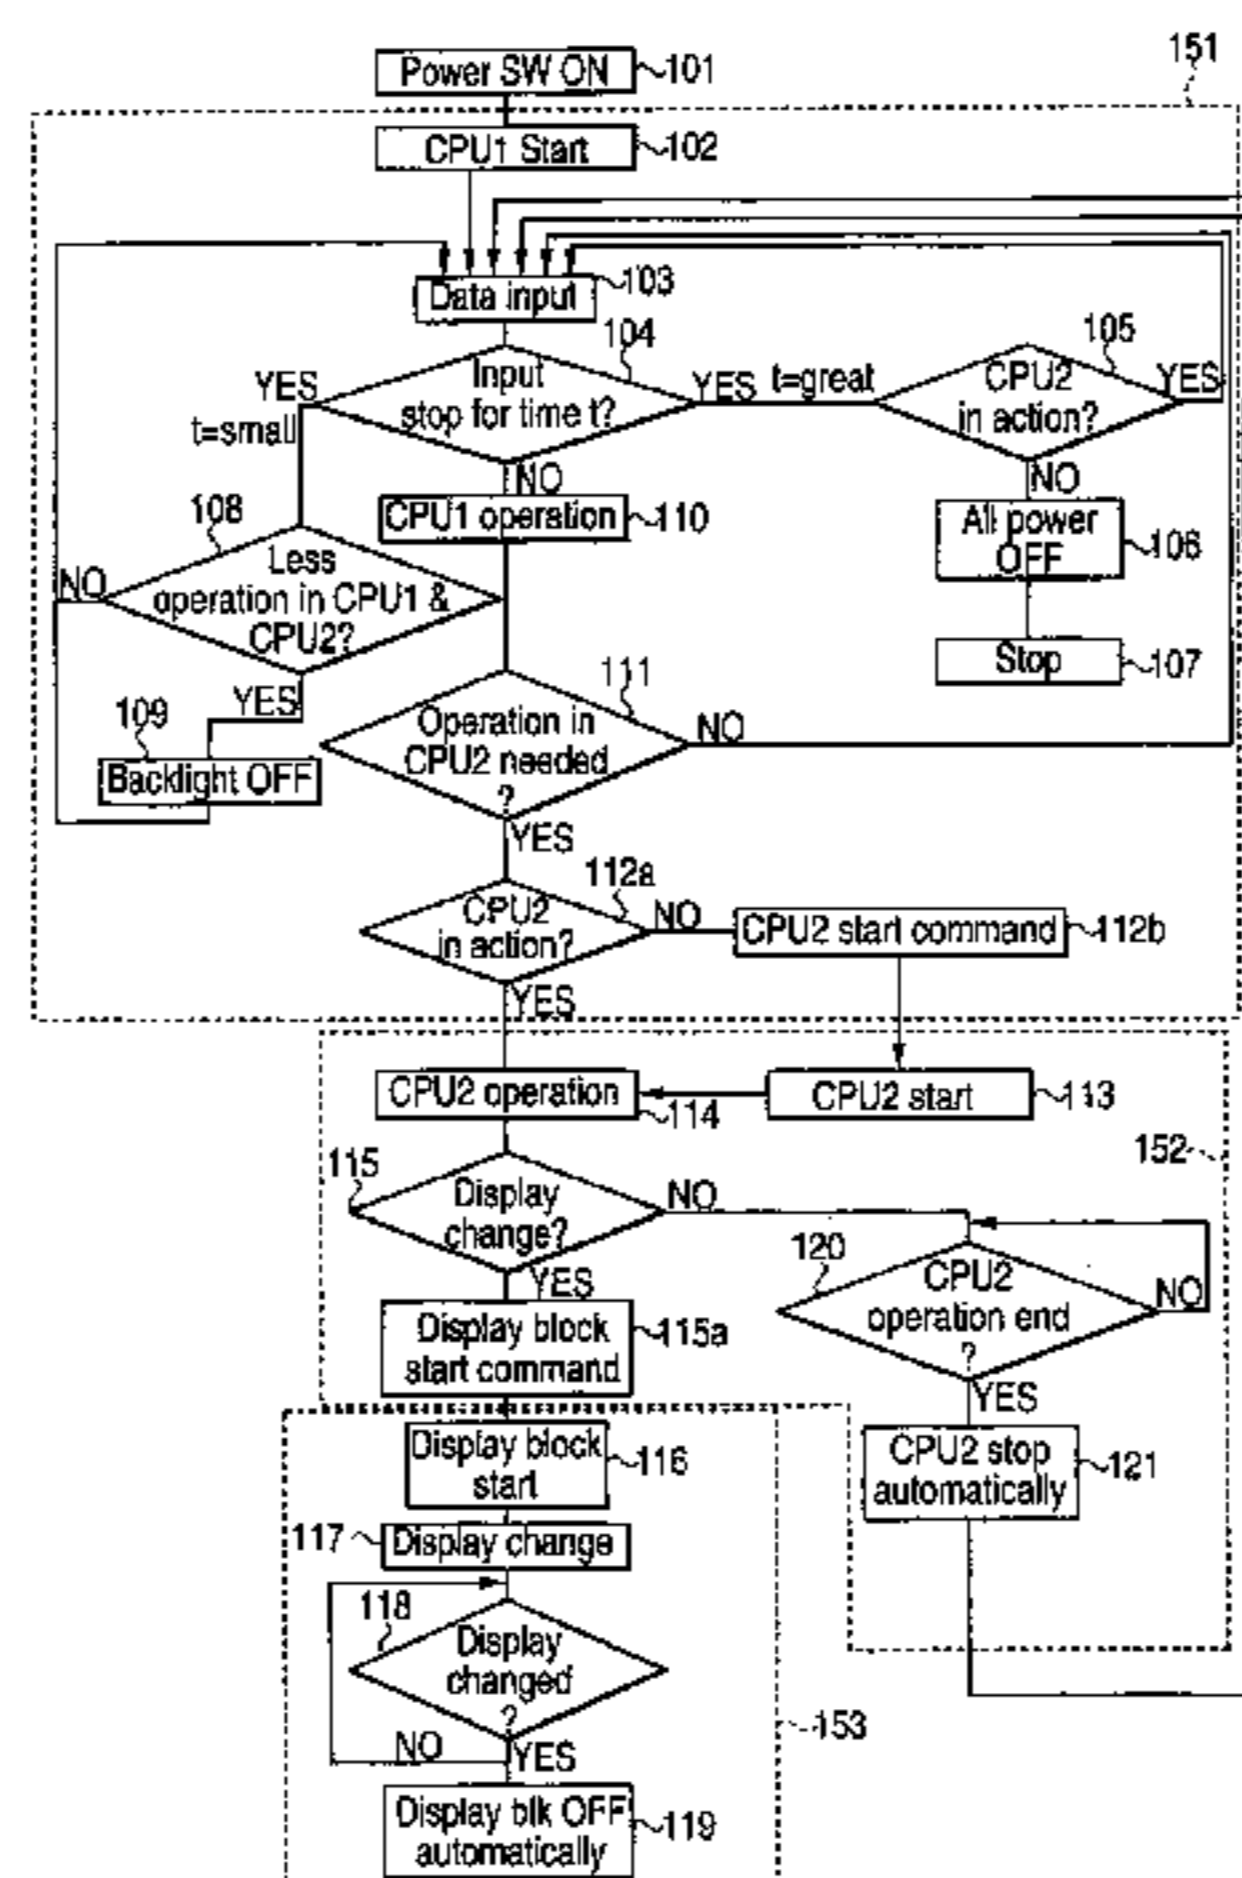 151
Power SW ON 101
CPU1 Start 102
Data input 103
104
Input
stop for time t?
YES
t=small
YES t=great
105
CPU2
in action?
YES
NO
NO
CPU1 operation 110
All power
OFF
106
Stop 107
108
Less
operation in CPU1 &
CPU2?
NO
YES
109
Backlight OFF
111
Operation in
CPU2 needed
?
NO
YES
112a
CPU2
in action?
NO
CPU2 start command 112b
YES
CPU2 operation
114
CPU2 start 113
152
115
Display
change?
NO
YES
Display block
start command
115a
120
CPU2
operation end
?
NO
YES
CPU2 stop
automatically
121
Display block
start
116
117 Display change
118
Display
changed
?
NO
YES
153
Display blk OFF
automatically
119